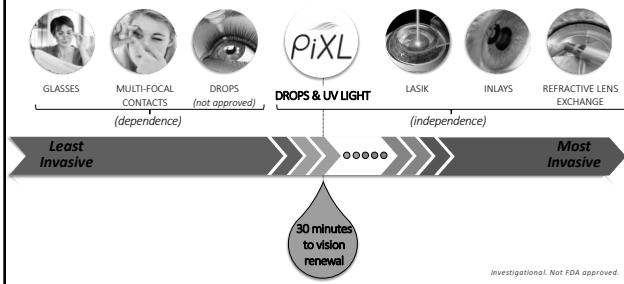 PiXL
GLASSES
MULTI-FOCAL
CONTACTS
DROPS
(not approved)
DROPS & UV LIGHT
LASIK
INLAYS
REFRACTIVE LENS
EXCHANGE
(dependence)
(independence)
Least
Invasive
Most
Invasive
30 minutes
to vision
renewal
Investigational. Not FDA approved.